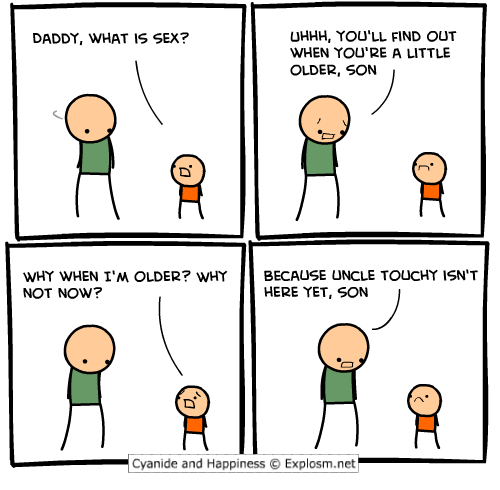 DADDY, WHAT IS SEX?
UHHH, YOU'LL FIND OUT
WHEN YOU'RE A LITTLE
OLDER, SON
WHY WHEN I'M OLDER? WHY
NOT NOW?
BECAUSE UNCLE TOUCHY ISN'T
HERE YET, SON
Cyanide and Happiness © Explosm.net